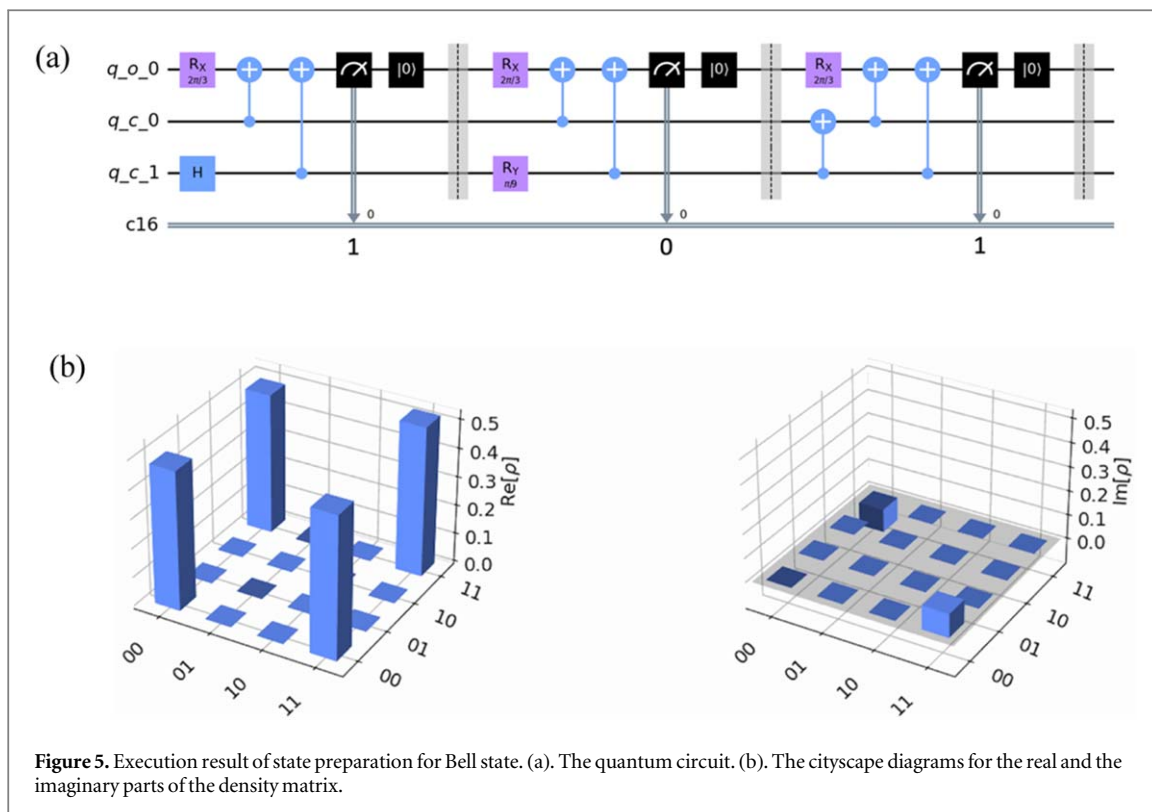 (a)
q_o_0 R_X 2π/3 |0⟩ R_X 2π/3 |0⟩ R_X 2π/3 |0⟩
q_c_0
q_c_1 H R_Y π/9
c16 0 0 0
1 0 1
(b)
0.5 0.4 0.3 0.2 0.1 0.0
Re[ρ]
00 01 10 11
00 01 10 11
0.5 0.4 0.3 0.2 0.1 0.0
Im[ρ]
00 01 10 11
00 01 10 11
Figure 5. Execution result of state preparation for Bell state. (a). The quantum circuit. (b). The cityscape diagrams for the real and the
imaginary parts of the density matrix.